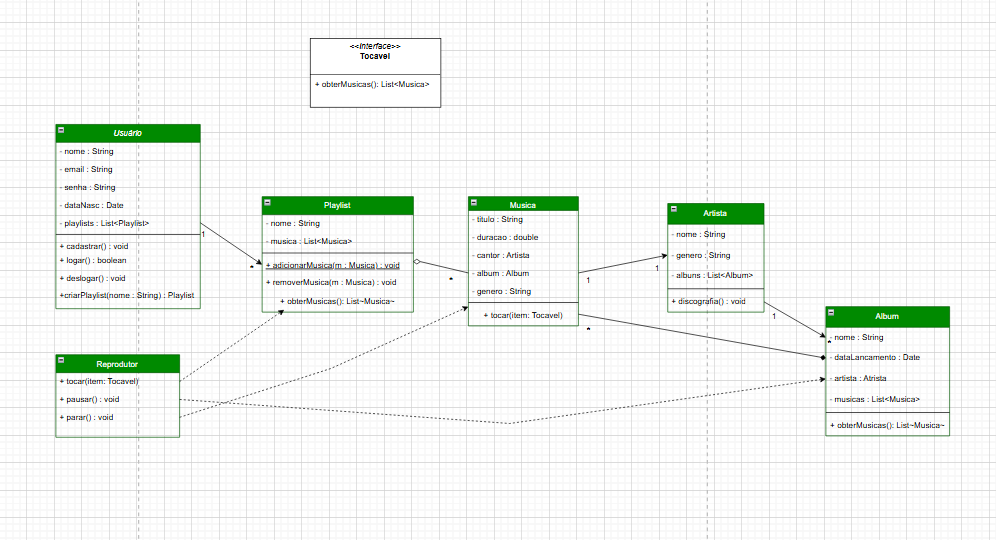 <<Interface>>
Tocavel
+ obterMusicas(): List<Musica>
Usuário
- nome : String
- email : String
- senha : String
- dataNasc : Date
- playlists : List<Playlist>
+ cadastrar() : void
+ logar() : boolean
+ deslogar() : void
+criarPlaylist(nome : String) : Playlist
1
*
Playlist
- nome : String
- musica : List<Musica>
+ adicionarMusica(m : Musica) : void
+ removerMusica(m : Musica) : void
+ obterMusicas(): List~Musica~
*
Musica
- titulo : String
- duracao : double
- cantor : Artista
- album : Album
- genero : String
+ tocar(item: Tocavel)
1
1
*
Artista
- nome : String
- genero : String
- albuns : List<Album>
+ discografia() : void
1
*
Album
- nome : String
- dataLancamento : Date
- artista : Atrista
- musicas : List<Musica>
+ obterMusicas(): List~Musica~
Reprodutor
+ tocar(item: Tocavel)
+ pausar() : void
+ parar() : void